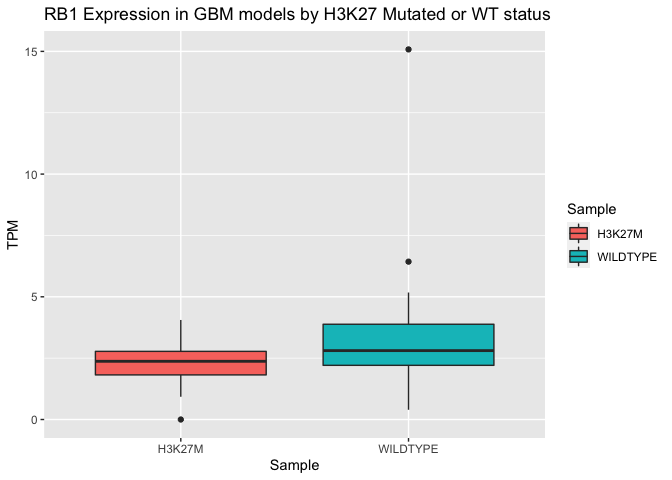 RB1 Expression in GBM models by H3K27 Mutated or WT status
15
10
5
0
TPM
H3K27M
WILDTYPE
Sample
Sample
H3K27M
WILDTYPE